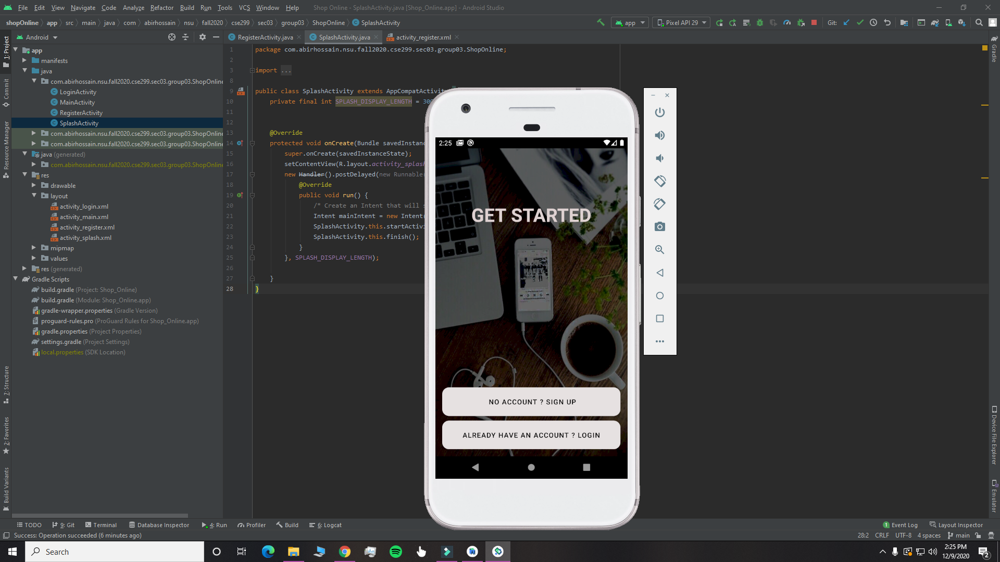 File Edit View Navigate Code Analyze Refactor Build Run Tools VCS Window Help Shop Online - SplashActivity.java [Shop_Online.app] - Android Studio
shopOnline app src main java com abirhossain nsu fall2020 cse299 sec03 group03 ShopOnline SplashActivity app Pixel API 29 Git:
Android
RegisterActivity.java SplashActivity.java activity_register.xml
1: Project
Commit
Resource Manager
7: Structure
2: Favorites
Build Variants
app
manifests
java
com.abirhossain.nsu.fall2020.cse299.sec03.group03.ShopOnline
LoginActivity
MainActivity
RegisterActivity
SplashActivity
com.abirhossain.nsu.fall2020.cse299.sec03.group03.ShopOnline
com.abirhossain.nsu.fall2020.cse299.sec03.group03.ShopOnline
java (generated)
com.abirhossain.nsu.fall2020.cse299.sec03.group03.ShopOnline
res
drawable
layout
activity_login.xml
activity_main.xml
activity_register.xml
activity_splash.xml
mipmap
values
res (generated)
Gradle Scripts
build.gradle (Project: Shop_Online)
build.gradle (Module: Shop_Online.app)
gradle-wrapper.properties (Gradle Version)
proguard-rules.pro (ProGuard Rules for Shop_Online.app)
gradle.properties (Project Properties)
settings.gradle (Project Settings)
local.properties (SDK Location)
1 package com.abirhossain.nsu.fall2020.cse299.sec03.group03.ShopOnline;
2
3 import ...
8
9 public class SplashActivity extends AppCompatActivit
10 private final int SPLASH_DISPLAY_LENGTH = 300
11
12
13 @Override
14 protected void onCreate(Bundle savedInstanc
15 super.onCreate(savedInstanceState);
16 setContentView(R.layout.activity_splash
17 new Handler().postDelayed(new Runnable(
18 @Override
19 public void run() {
20 /* Create an Intent that will s
21 Intent mainIntent = new Intent(
22 SplashActivity.this.startActivi
23 SplashActivity.this.finish();
24 }
25 }, SPLASH_DISPLAY_LENGTH);
26
27 }
28 }
2:25
GET STARTED
NO ACCOUNT ? SIGN UP
ALREADY HAVE AN ACCOUNT ? LOGIN
Gradle
Device File Explorer
Emulator
TODO 9: Git Terminal Database Inspector 4: Run Profiler Build 6: Logcat 1 Event Log Layout Inspector
Success: Operation succeeded (6 minutes ago) 28:2 CRLF UTF-8 4 spaces main
Search
2:25 PM
12/9/2020
2